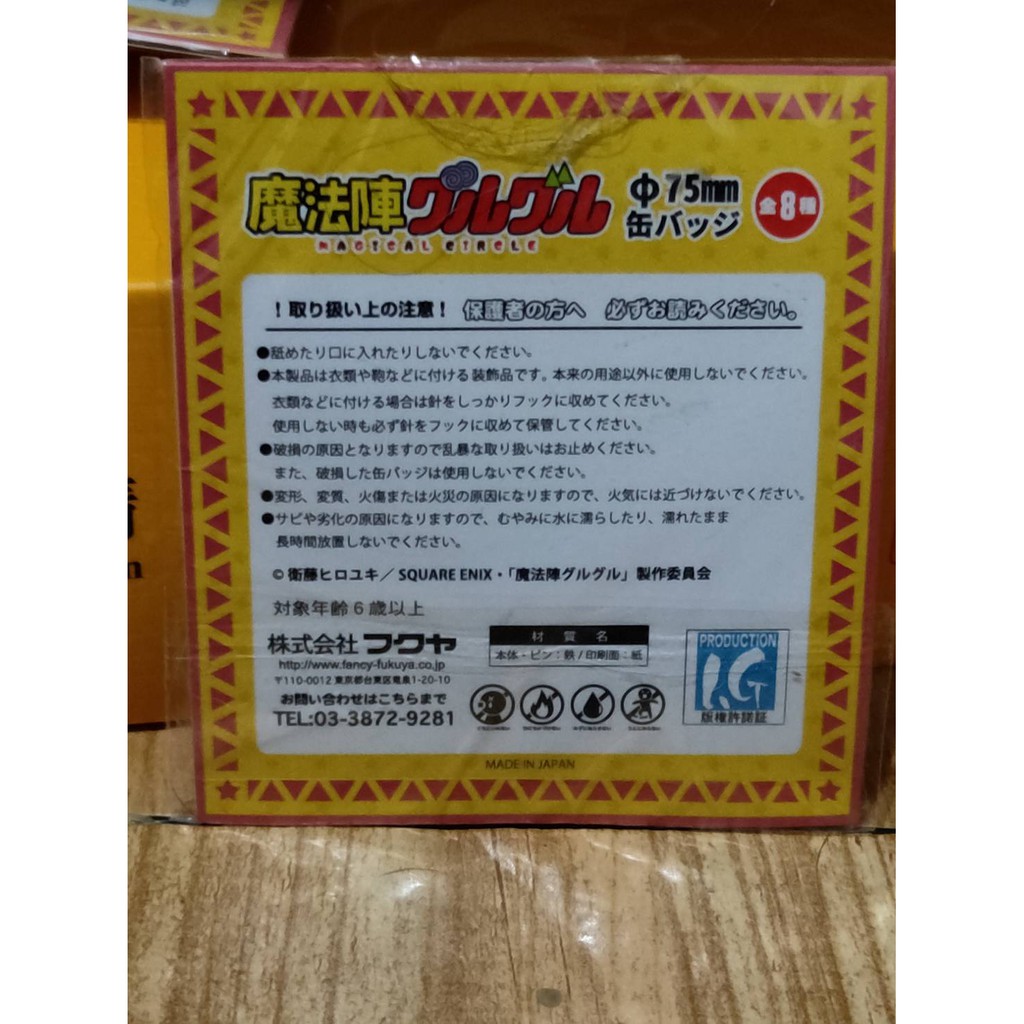 魔法陣グルグル
MAGICAL CIRCLE
Φ75mm
缶バッジ
全8種
！取り扱い上の注意！ 保護者の方へ 必ずお読みください。
●舐めたり口に入れたりしないでください。
●本製品は衣類や鞄などに付ける装飾品です。本来の用途以外に使用しないでください。
衣類などに付ける場合は針をしっかりフックに収めてください。
使用しない時も必ず針をフックに収めて保管してください。
●破損の原因となりますので乱暴な取り扱いはお止めください。
また、破損した缶バッジは使用しないでください。
●変形、変質、火傷または火災の原因になりますので、火気には近づけないでください。
●サビや劣化の原因になりますので、むやみに水に濡らしたり、濡れたまま
長時間放置しないでください。
© 衛藤ヒロユキ／SQUARE ENIX・「魔法陣グルグル」製作委員会
対象年齢6歳以上
株式会社フクヤ
http://www.fancy-fukuya.co.jp
〒110-0012 東京都台東区竜泉1-20-10
お問い合わせはこちらまで
TEL:03-3872-9281
材質名
本体・ピン：鉄/印刷面：紙
PRODUCTION
I.G
版権許諾証
MADE IN JAPAN